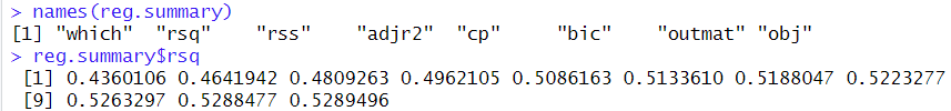 > names(reg.summary)
[1] "which" "rsq" "rss" "adjr2" "cp" "bic" "outmat" "obj"
> reg.summary$rsq
[1] 0.4360106 0.4641942 0.4809263 0.4962105 0.5086163 0.5133610 0.5188047 0.5223277
[9] 0.5263297 0.5288477 0.5289496